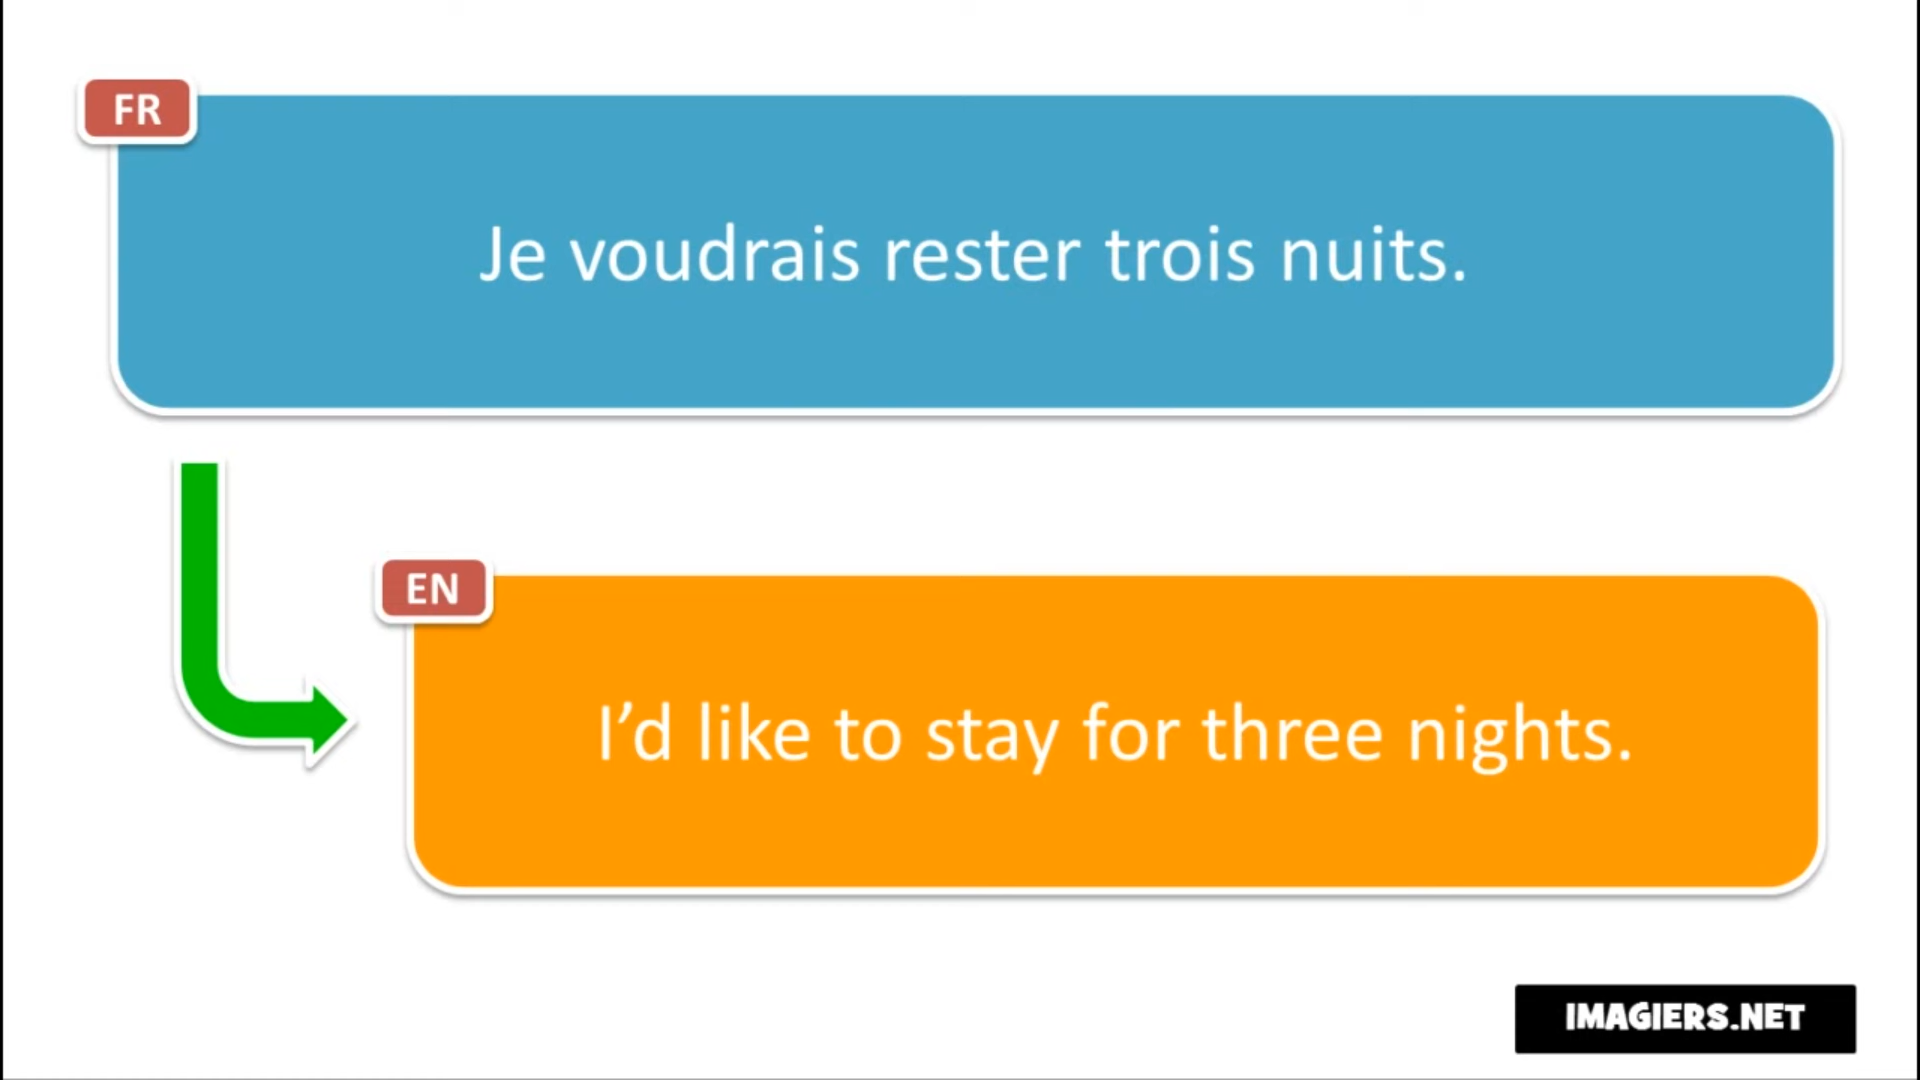 FR
Je voudrais rester trois nuits.
EN
I’d like to stay for three nights.
IMAGIERS.NET